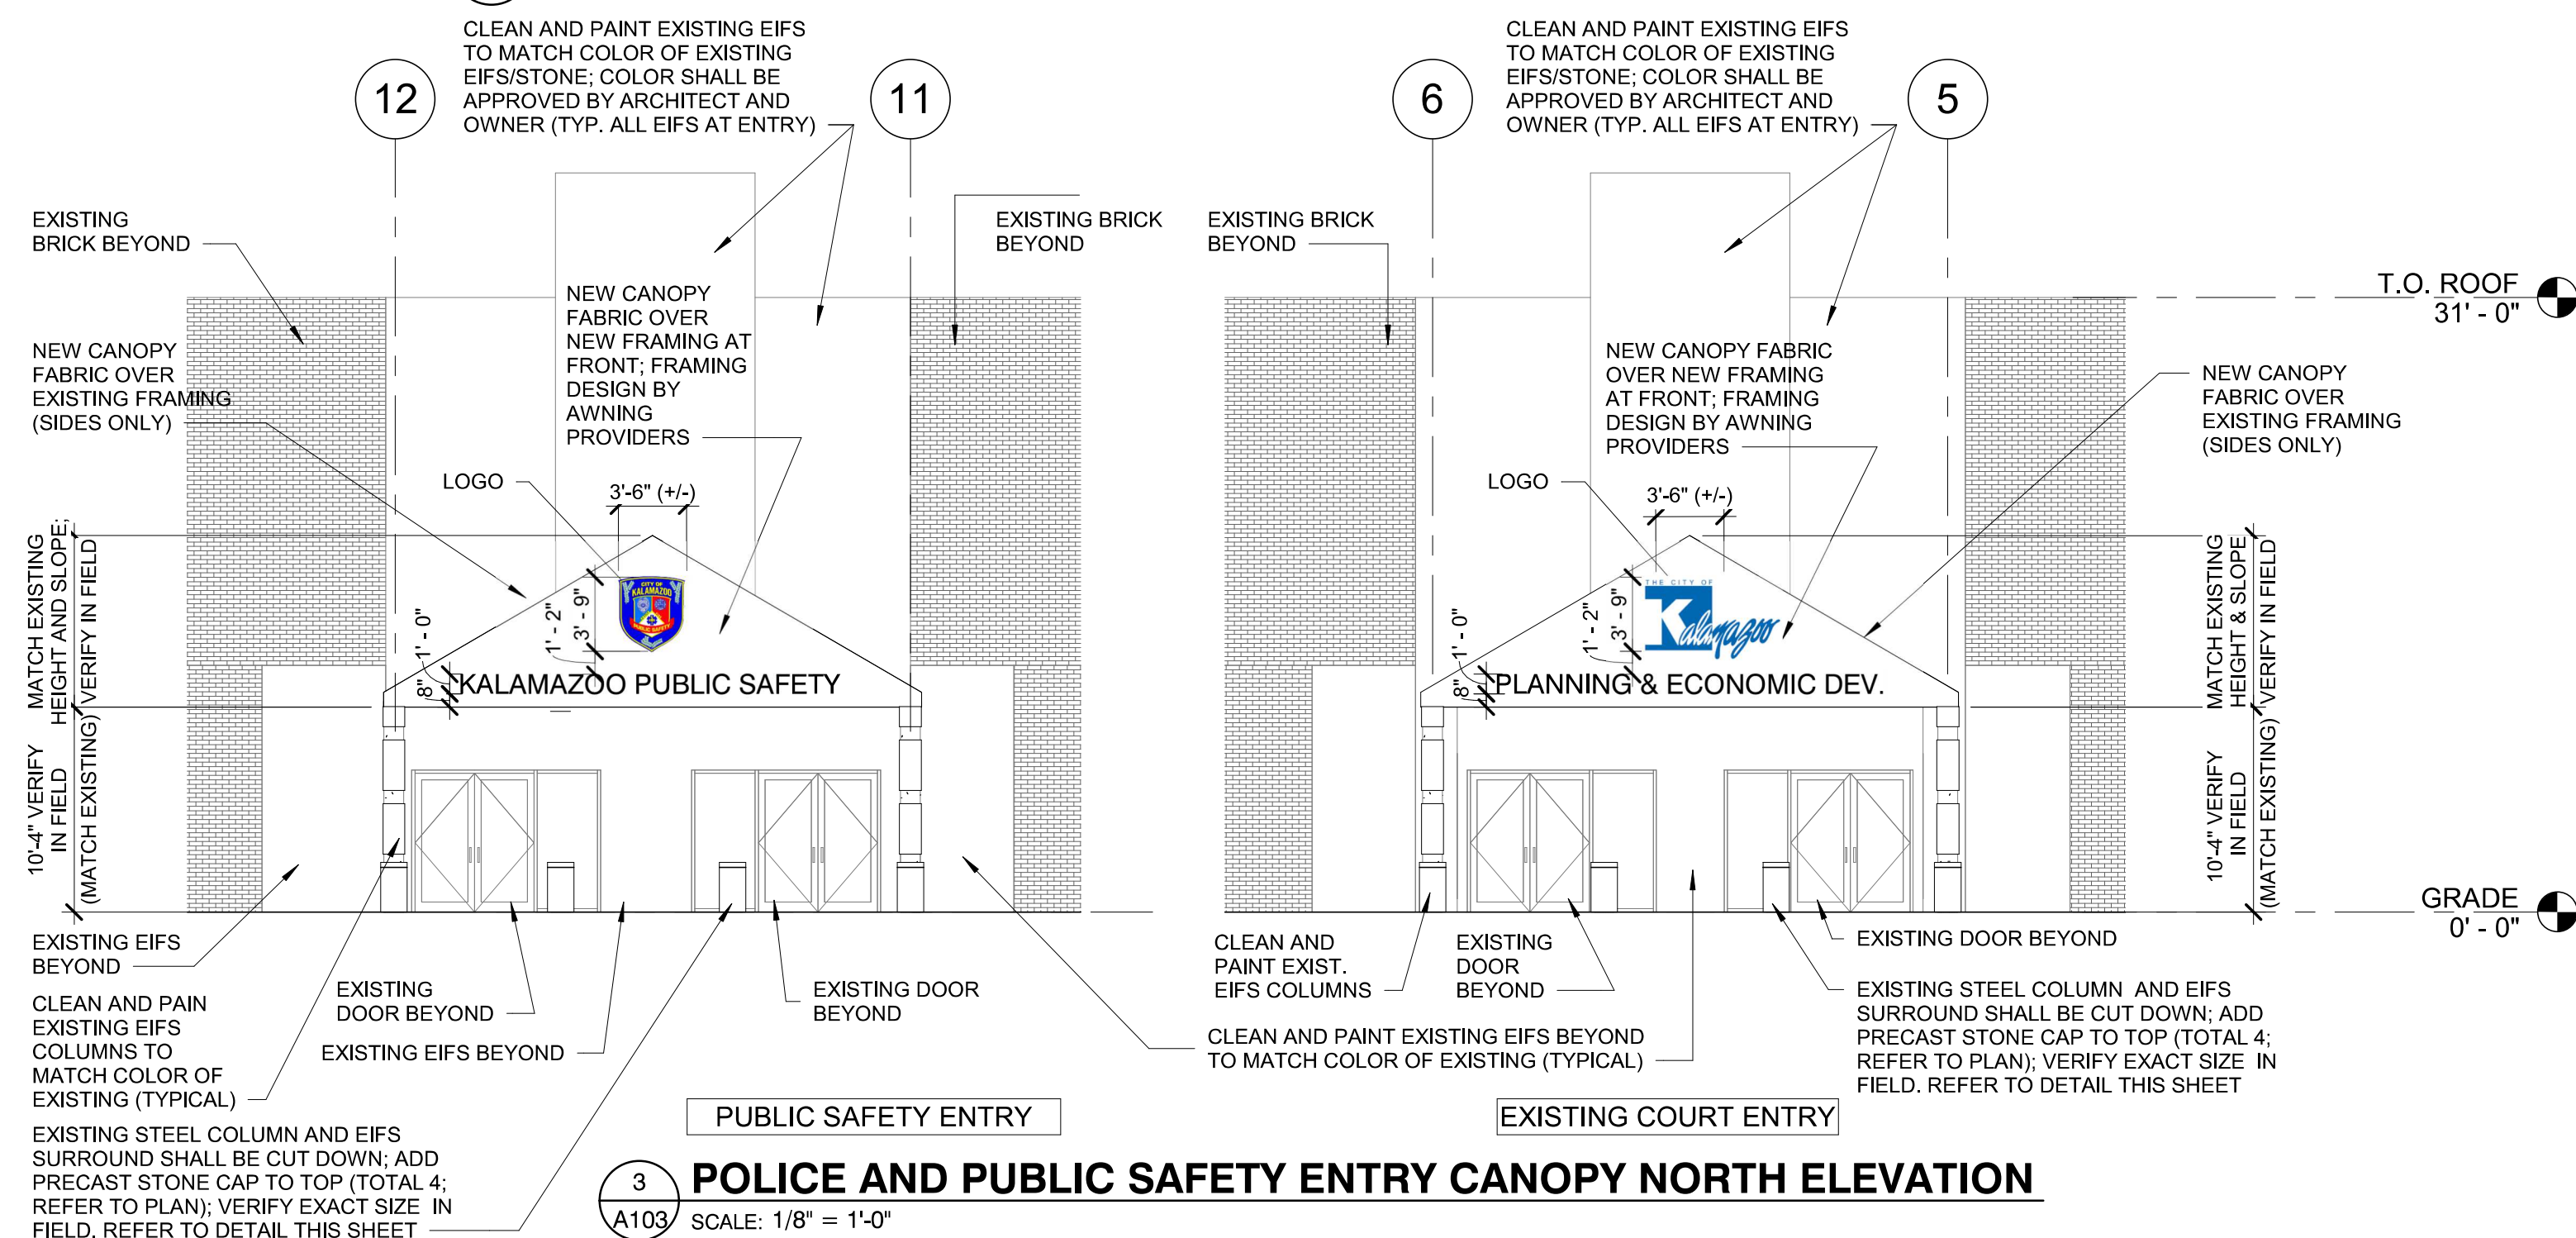 CLEAN AND PAINT EXISTING EIFS
TO MATCH COLOR OF EXISTING
EIFS/STONE; COLOR SHALL BE
APPROVED BY ARCHITECT AND
OWNER (TYP. ALL EIFS AT ENTRY)
12
11
CLEAN AND PAINT EXISTING EIFS
TO MATCH COLOR OF EXISTING
EIFS/STONE; COLOR SHALL BE
APPROVED BY ARCHITECT AND
OWNER (TYP. ALL EIFS AT ENTRY)
6
5
EXISTING
BRICK BEYOND
EXISTING BRICK
BEYOND
EXISTING BRICK
BEYOND
T.O. ROOF
31' - 0"
NEW CANOPY
FABRIC OVER
NEW FRAMING AT
FRONT; FRAMING
DESIGN BY
AWNING
PROVIDERS
NEW CANOPY
FABRIC OVER
EXISTING FRAMING
(SIDES ONLY)
NEW CANOPY FABRIC
OVER NEW FRAMING
AT FRONT; FRAMING
DESIGN BY AWNING
PROVIDERS
NEW CANOPY
FABRIC OVER
EXISTING FRAMING
(SIDES ONLY)
LOGO
3'-6" (+/-)
LOGO
3'-6" (+/-)
MATCH EXISTING
HEIGHT AND SLOPE;
VERIFY IN FIELD
10'-4" VERIFY
IN FIELD
(MATCH EXISTING)
1' - 0"
8"
1' - 2"
3' - 9"
CITY OF
KALAMAZOO
PUBLIC SAFETY
KALAMAZOO PUBLIC SAFETY
1' - 0"
8"
1' - 2"
3' - 9"
THE CITY OF
Kalamazoo
PLANNING & ECONOMIC DEV.
MATCH EXISTING
HEIGHT & SLOPE
VERIFY IN FIELD
10'-4" VERIFY
IN FIELD
(MATCH EXISTING)
GRADE
0' - 0"
EXISTING EIFS
BEYOND
CLEAN AND PAIN
EXISTING EIFS
COLUMNS TO
MATCH COLOR OF
EXISTING (TYPICAL)
EXISTING
DOOR BEYOND
EXISTING EIFS BEYOND
EXISTING DOOR
BEYOND
CLEAN AND
PAINT EXIST.
EIFS COLUMNS
EXISTING
DOOR
BEYOND
EXISTING DOOR BEYOND
CLEAN AND PAINT EXISTING EIFS BEYOND
TO MATCH COLOR OF EXISTING (TYPICAL)
EXISTING STEEL COLUMN AND EIFS
SURROUND SHALL BE CUT DOWN; ADD
PRECAST STONE CAP TO TOP (TOTAL 4;
REFER TO PLAN); VERIFY EXACT SIZE IN
FIELD. REFER TO DETAIL THIS SHEET
EXISTING STEEL COLUMN AND EIFS
SURROUND SHALL BE CUT DOWN; ADD
PRECAST STONE CAP TO TOP (TOTAL 4;
REFER TO PLAN); VERIFY EXACT SIZE IN
FIELD. REFER TO DETAIL THIS SHEET
PUBLIC SAFETY ENTRY
EXISTING COURT ENTRY
3
A103
POLICE AND PUBLIC SAFETY ENTRY CANOPY NORTH ELEVATION
SCALE: 1/8" = 1'-0"